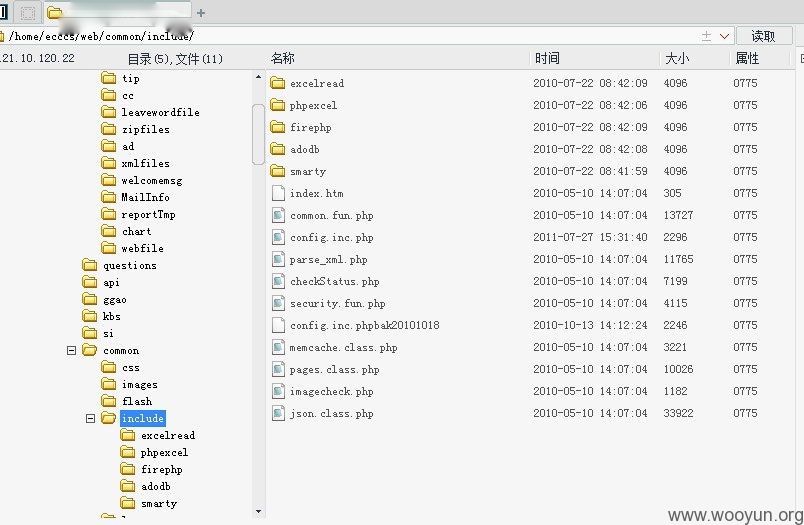 /home/ecccs/web/common/include/
读取
21.10.120.22 目录(5),文件(11)
名称 时间 大小 属性
tip
cc
leavewordfile
zipfiles
ad
xmlfiles
welcomemsg
MailInfo
reportTmp
chart
webfile
questions
api
ggao
kbs
si
common
css
images
flash
include
excelread
phpexcel
firephp
adodb
smarty
excelread 2010-07-22 08:42:09 4096 0775
phpexcel 2010-07-22 08:42:06 4096 0775
firephp 2010-07-22 08:42:09 4096 0775
adodb 2010-07-22 08:42:08 4096 0775
smarty 2010-07-22 08:41:59 4096 0775
index.htm 2010-05-10 14:07:04 305 0775
common.fun.php 2010-05-10 14:07:04 13727 0775
config.inc.php 2011-07-27 15:31:40 2296 0775
parse_xml.php 2010-05-10 14:07:04 11765 0775
checkStatus.php 2010-05-10 14:07:04 7199 0775
security.fun.php 2010-05-10 14:07:04 4115 0775
config.inc.phpbak20101018 2010-10-13 14:12:24 2246 0775
memcache.class.php 2010-05-10 14:07:04 3221 0775
pages.class.php 2010-05-10 14:07:04 10026 0775
imagecheck.php 2010-05-10 14:07:04 1182 0775
json.class.php 2010-05-10 14:07:04 33922 0775
www.wooyun.org